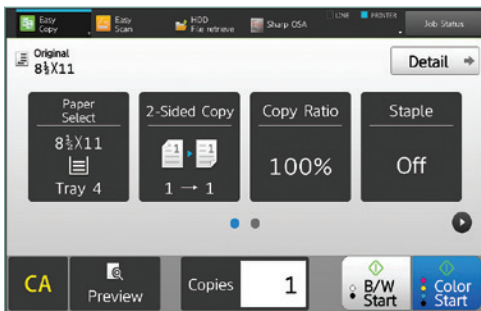 Easy
Copy
Easy
Scan
HDD
File retrieve
Sharp OSA
LINE
PRINTER
Job Status
Original
8½X11
Detail
Paper
Select
8½X11
Tray 4
2-Sided Copy
1 1
1 → 1
Copy Ratio
100%
Staple
Off
CA
Preview
Copies
1
B/W
Start
Color
Start